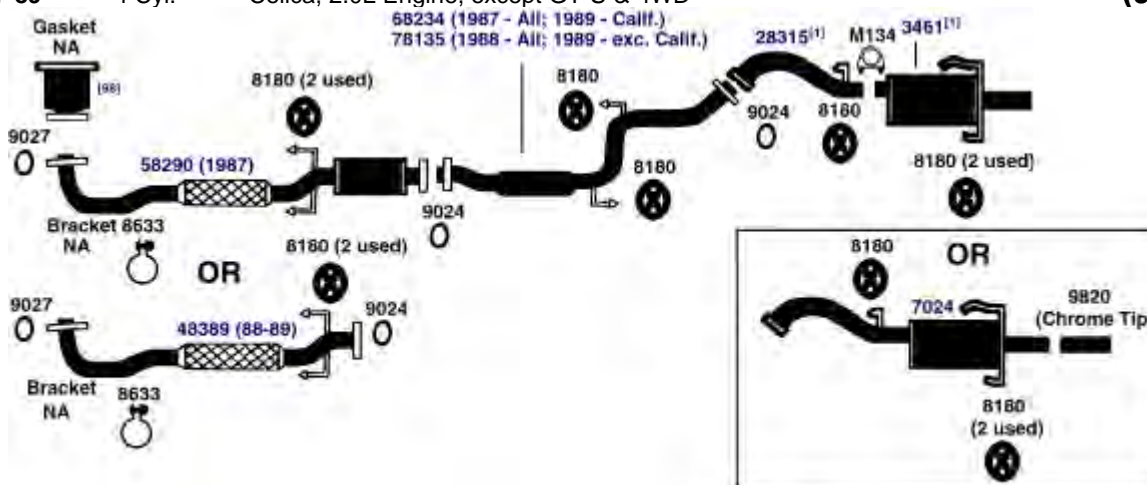 4 Cyl. Celica, 2.0L Engine, except GT-S & 4WD
68234 (1987 - All; 1989 - Calif.)
78135 (1988 - All; 1989 - exc. Calif.)
Gasket
NA
[98]
28315[1]
M134
3461[1]
8180 (2 used)
8180
9024
8160
9027
58290 (1987)
8180
8180 (2 used)
9024
Bracket
NA
8633
OR
8180 (2 used)
9027
48389 (88-89)
9024
Bracket
NA
8633
OR
8180
7024
9820
(Chrome Tip
8180
(2 used)